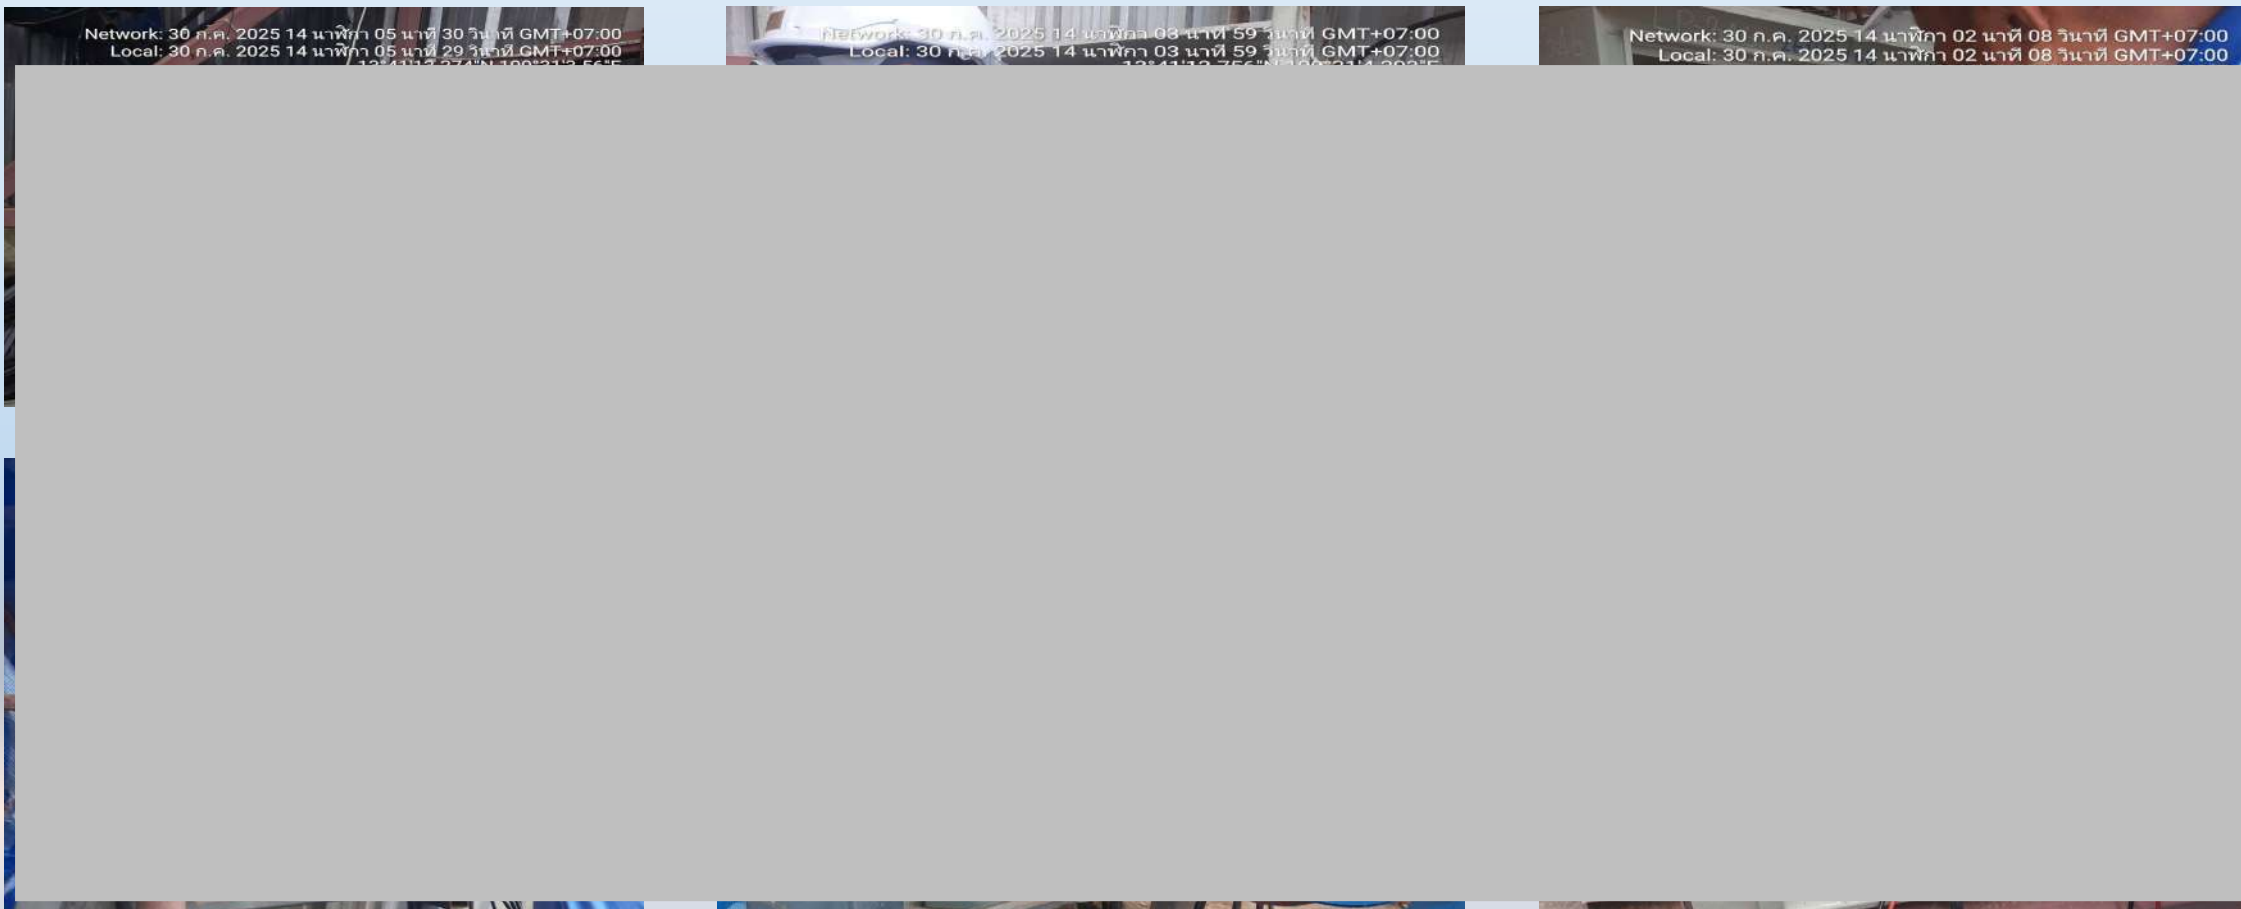 Network: 30 ก.ค. 2025 14 นาฬิกา 05 นาที 30 วินาที GMT+07:00
Local: 30 ก.ค. 2025 14 นาฬิกา 05 นาที 29 วินาที GMT+07:00
Network: 30 ก.ค. 2025 14 นาฬิกา 03 นาที 59 วินาที GMT+07:00
Local: 30 ก.ค. 2025 14 นาฬิกา 03 นาที 59 วินาที GMT+07:00
Network: 30 ก.ค. 2025 14 นาฬิกา 02 นาที 08 วินาที GMT+07:00
Local: 30 ก.ค. 2025 14 นาฬิกา 02 นาที 08 วินาที GMT+07:00